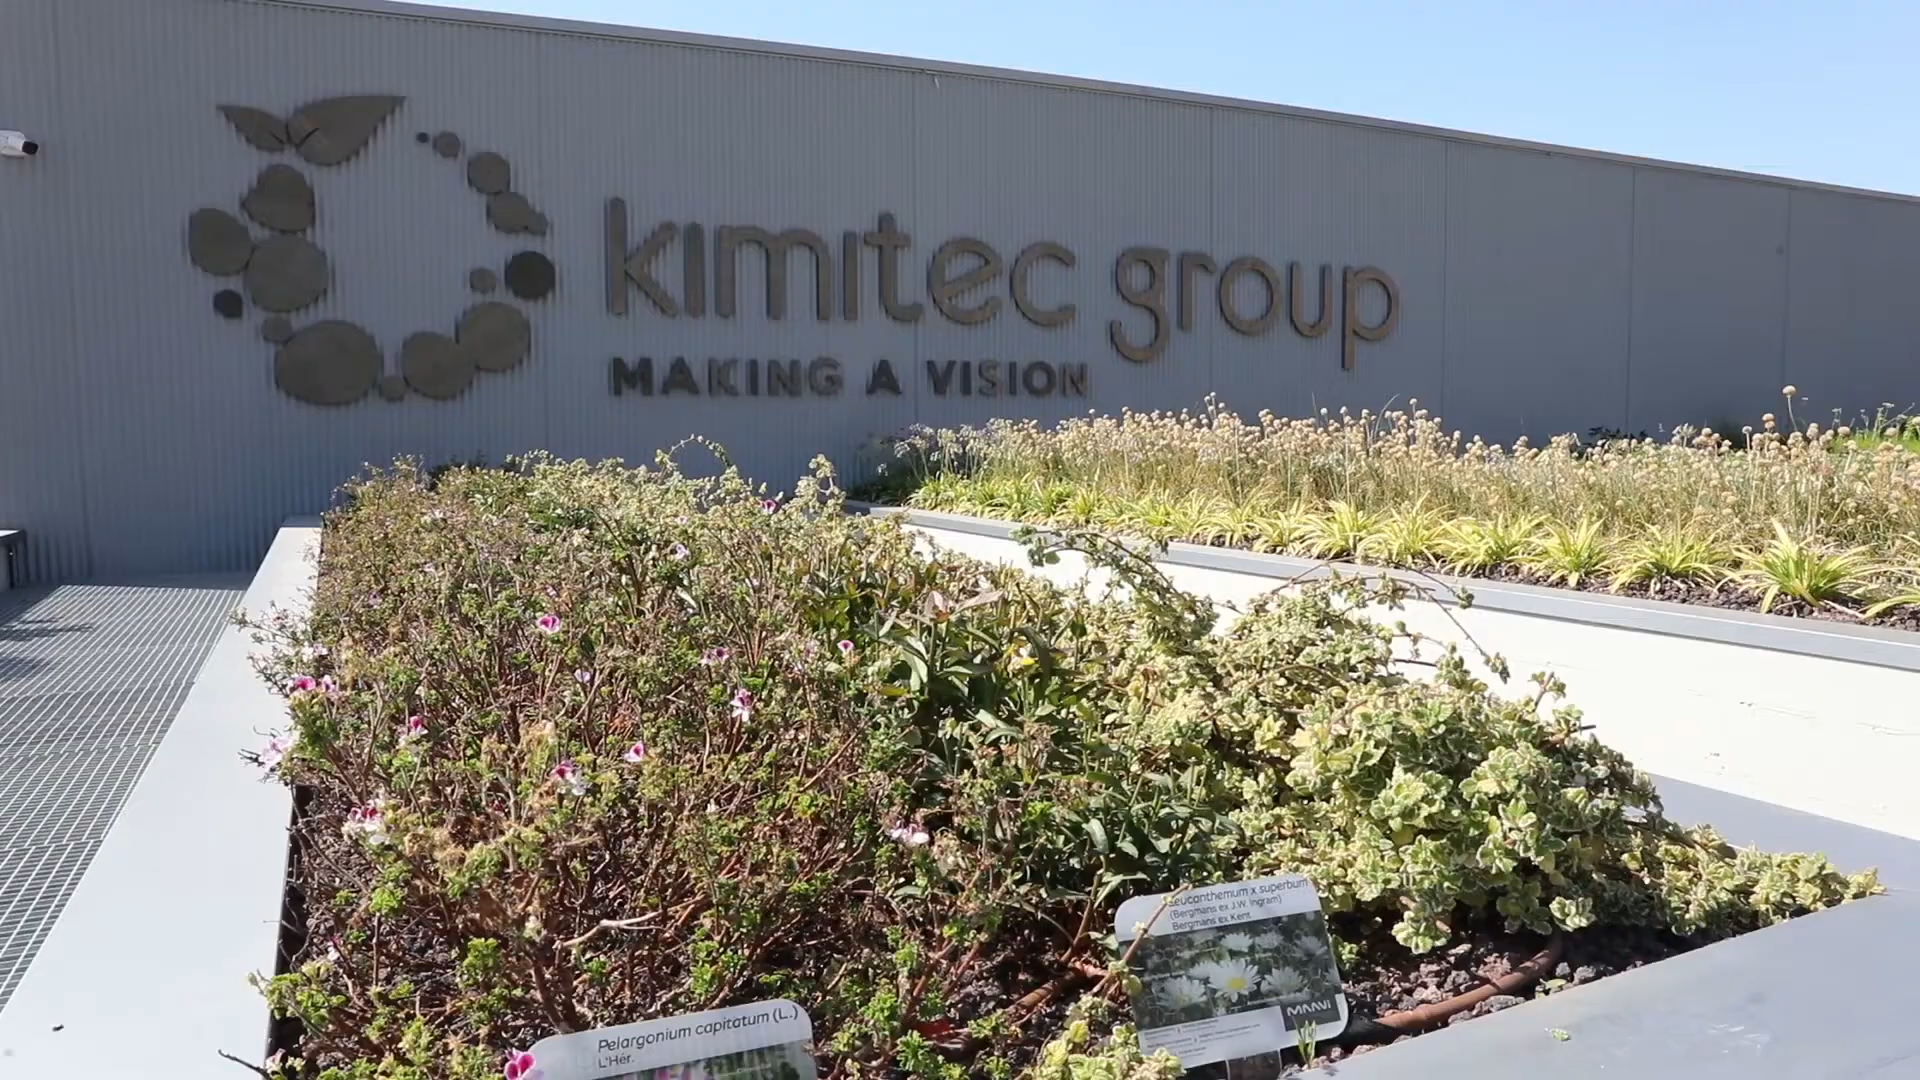 kimitec group
MAKING A VISION
Leucanthemum x superbum
(Bergmans ex J.W. Ingram)
Bergmans ex Kent
Pelargonium capitatum (L.)
L'Hér.